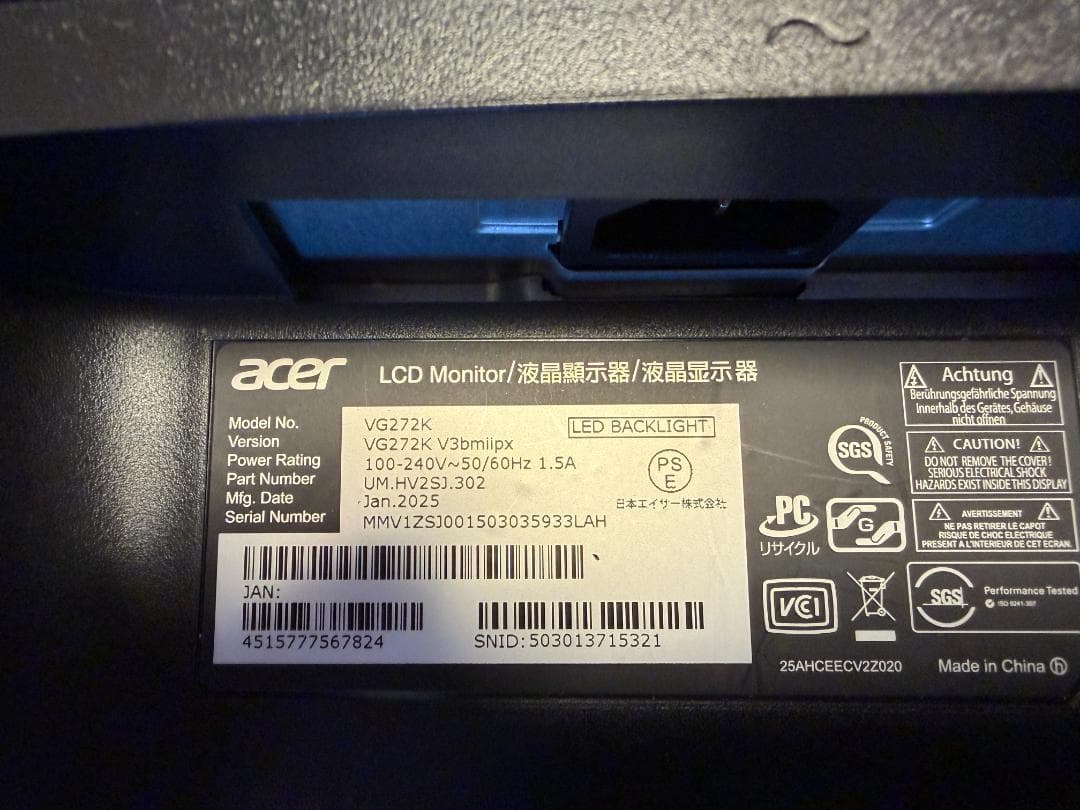 acer
LCD Monitor/液晶顯示器/液晶显示器
Model No. VG272K
LED BACKLIGHT
Version VG272K V3bmiipx
Power Rating 100-240V~50/60Hz 1.5A
Part Number UM.HV2SJ.302
Mfg. Date Jan.2025
Serial Number MMV1ZSJ001503035933LAH
PS
E
日本エイサー株式会社
JAN:
4515777567824
SNID:503013715321
SGS
PRODUCT SAFETY
PC
リサイクル
G
VCI
25AHCEECV2Z020
Achtung
Berührungsgefährliche Spannung
Innerhalb des Gerätes, Gehäuse
nicht öffnen
CAUTION!
DO NOT REMOVE THE COVER!
SERIOUS ELECTRICAL SHOCK
HAZARDS EXIST INSIDE THIS DISPLAY
AVERTISSEMENT
NE PAS RETIRER LE CAPOT
RISQUE DE CHOC ELECTRIQUE
PRESENT A L'INTERIEUR DE CET ECRAN.
SGS
Performance Tested
ISO 9241-307
Made in China ⓗ